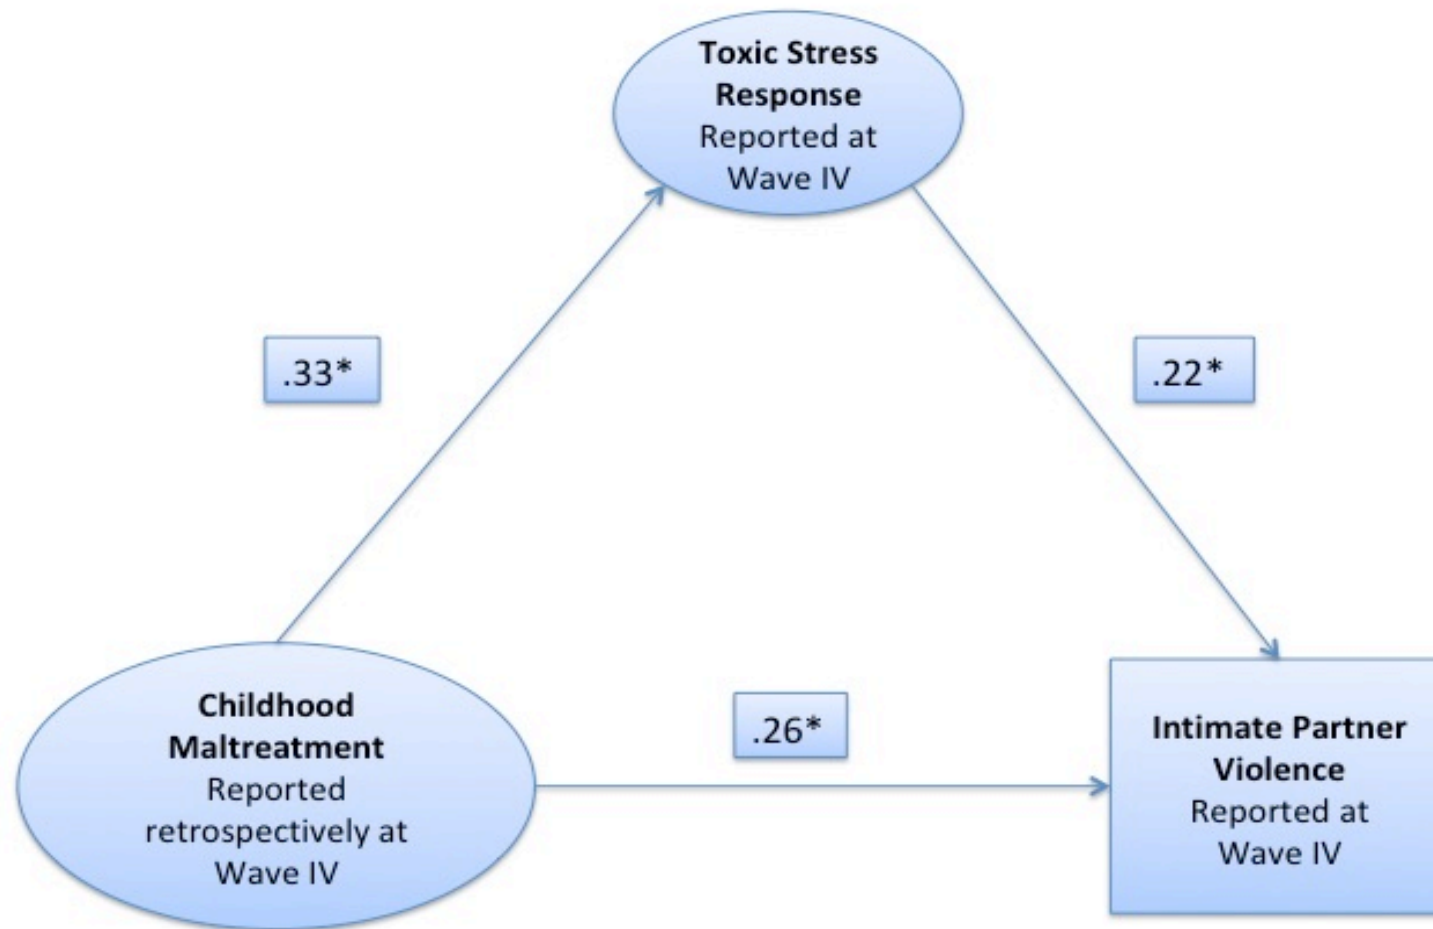 Toxic Stress
Response
Reported at
Wave IV
.33*
.22*
Childhood
Maltreatment
Reported
retrospectively at
Wave IV
.26*
Intimate Partner
Violence
Reported at
Wave IV